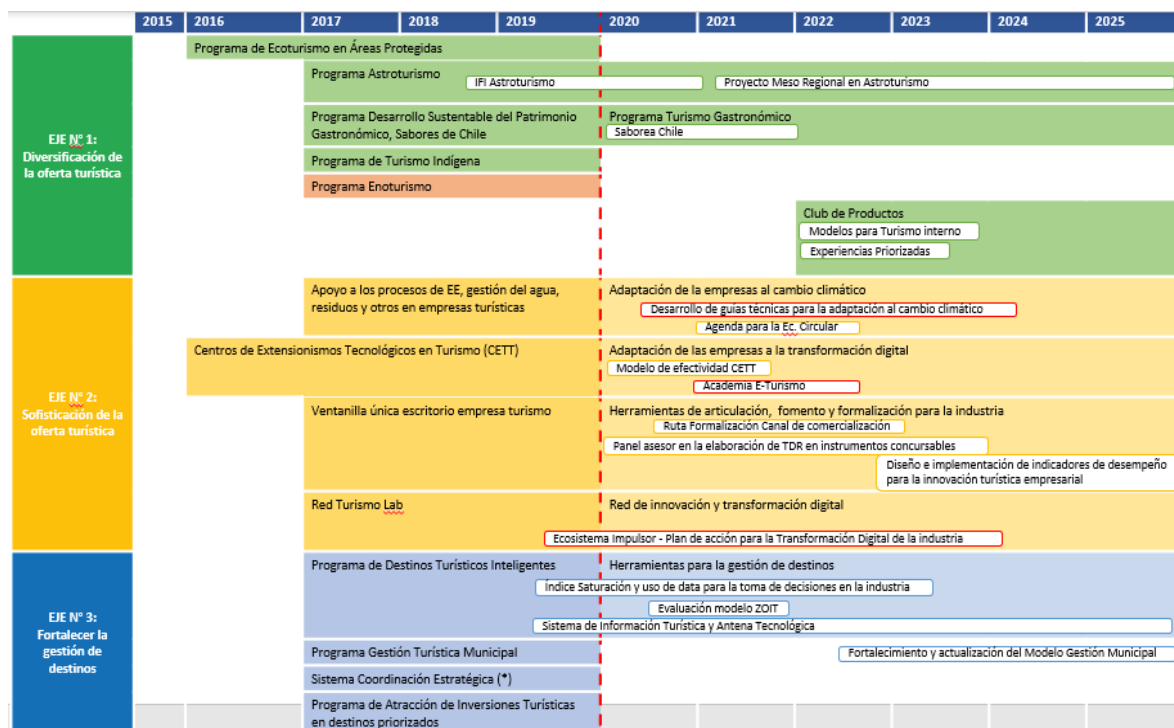 2015 2016 2017 2018 2019 2020 2021 2022 2023 2024 2025
EJE N° 1:
Diversificación de
la oferta turística
Programa de Ecoturismo en Áreas Protegidas
Programa Astroturismo
IFI Astroturismo
Proyecto Meso Regional en Astroturismo
Programa Desarrollo Sustentable del Patrimonio
Gastronómico, Sabores de Chile
Programa Turismo Gastronómico
Saborea Chile
Programa de Turismo Indígena
Programa Enoturismo
Club de Productos
Modelos para Turismo interno
Experiencias Priorizadas
EJE N° 2:
Sofisticación de la
oferta turística
Apoyo a los procesos de EE, gestión del agua,
residuos y otros en empresas turísticas
Adaptación de la empresas al cambio climático
Desarrollo de guías técnicas para la adaptación al cambio climático
Agenda para la Ec. Circular
Centros de Extensionismos Tecnológicos en Turismo (CETT)
Adaptación de las empresas a la transformación digital
Modelo de efectividad CETT
Academia E-Turismo
Ventanilla única escritorio empresa turismo
Herramientas de articulación, fomento y formalización para la industria
Ruta Formalización Canal de comercialización
Panel asesor en la elaboración de TDR en instrumentos concursables
Diseño e implementación de indicadores de desempeño
para la innovación turística empresarial
Red Turismo Lab
Red de innovación y transformación digital
Ecosistema Impulsor - Plan de acción para la Transformación Digital de la industria
EJE N° 3:
Fortalecer la
gestión de
destinos
Programa de Destinos Turísticos Inteligentes
Herramientas para la gestión de destinos
Índice Saturación y uso de data para la toma de decisiones en la industria
Evaluación modelo ZOIT
Sistema de Información Turística y Antena Tecnológica
Programa Gestión Turística Municipal
Fortalecimiento y actualización del Modelo Gestión Municipal
Sistema Coordinación Estratégica (*)
Programa de Atracción de Inversiones Turísticas
en destinos priorizados